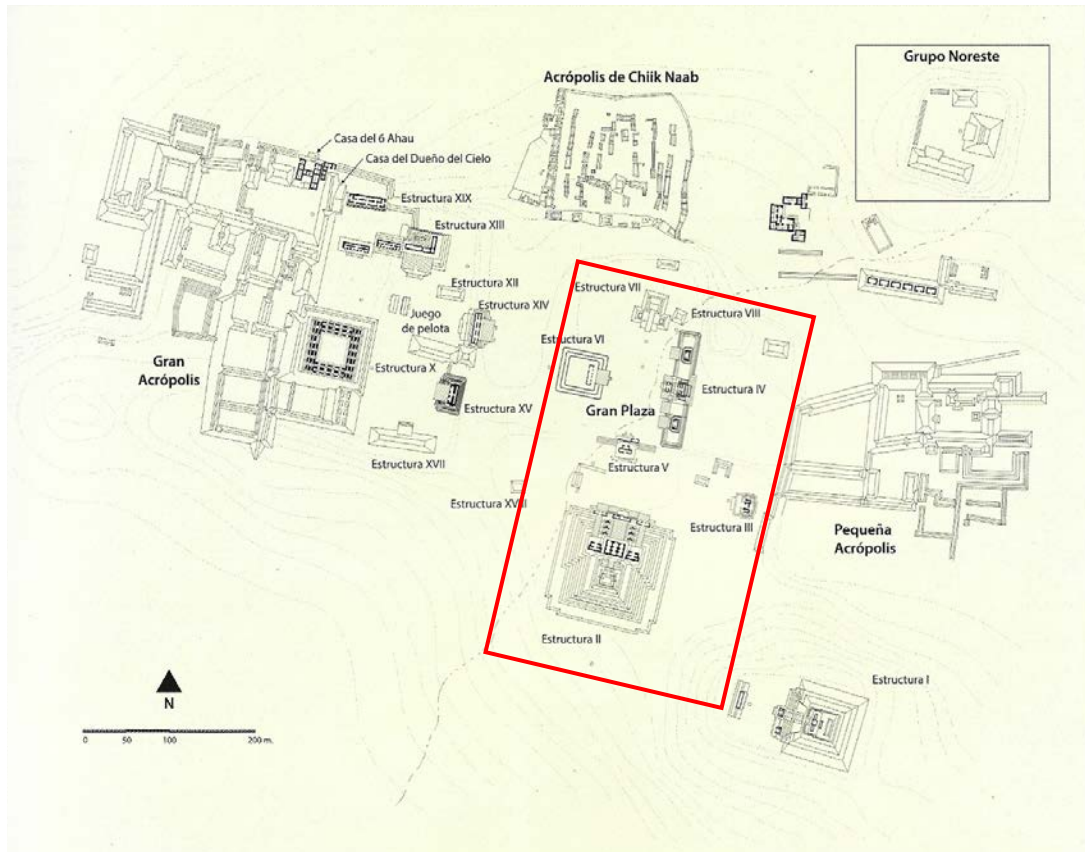 Grupo Noreste
Acrópolis de Chiik Naab
Casa del 6 Ahau
Casa del Dueño del Cielo
Estructura XIX
Estructura XIII
Estructura XII
Estructura VII
Estructura XIV
Estructura VIII
Juego
de pelota
Estructura VI
Gran
Acrópolis
Estructura X
Estructura IV
Estructura XV
Gran Plaza
Estructura XVII
Estructura V
Estructura XVIII
Estructura III
Pequeña
Acrópolis
Estructura II
Estructura I
N
0 50 100 200 m.